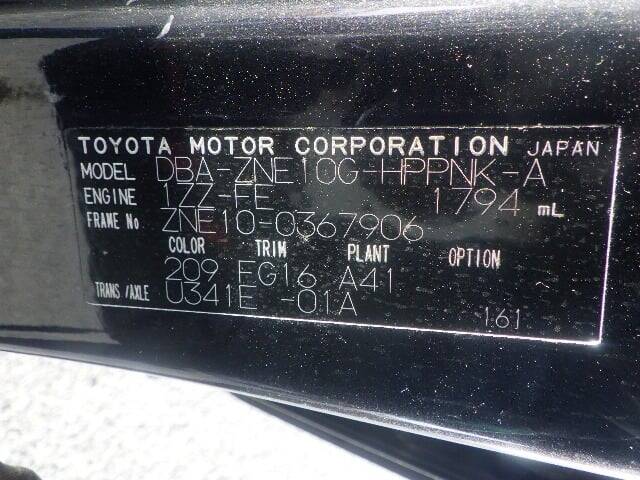 TOYOTA MOTOR CORPORATION JAPAN
MODEL DBA-ZNE10G-HPPNK-A
ENGINE 1ZZ-FE 1794 mL
FRAME No ZNE10-0367906
COLOR TRIM PLANT OPTION
209 FG16 A41
TRANS/AXLE U341E -01A
161